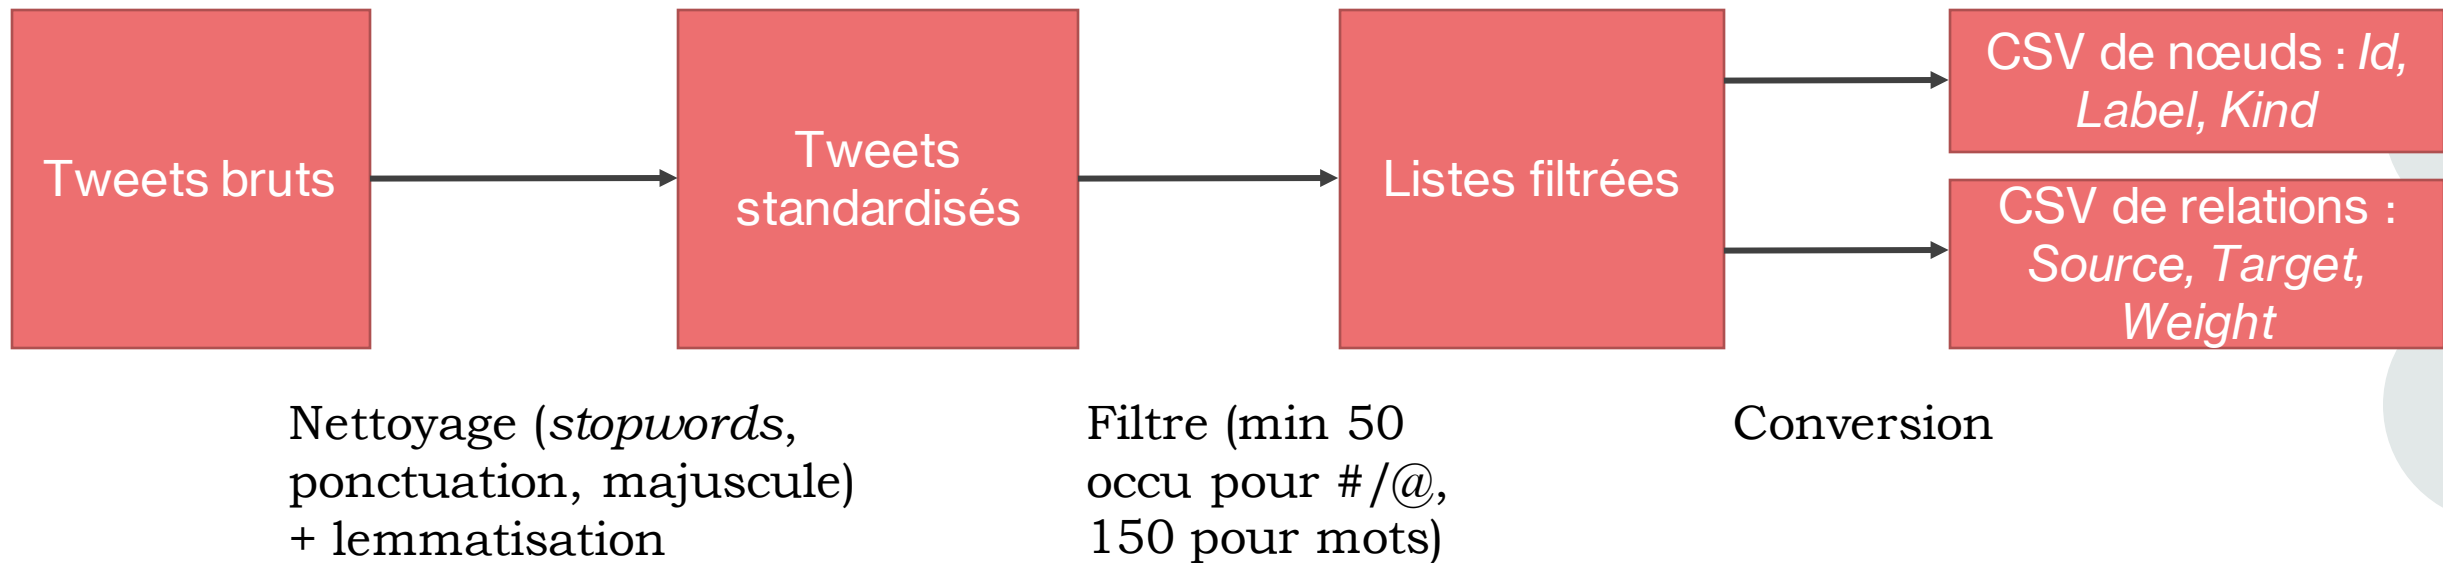 Tweets bruts
Tweets
standardisés
Listes filtrées
CSV de nœuds : Id,
Label, Kind
CSV de relations :
Source, Target,
Weight
Nettoyage (stopwords,
ponctuation, majuscule)
+ lemmatisation
Filtre (min 50
occu pour #/@,
150 pour mots)
Conversion